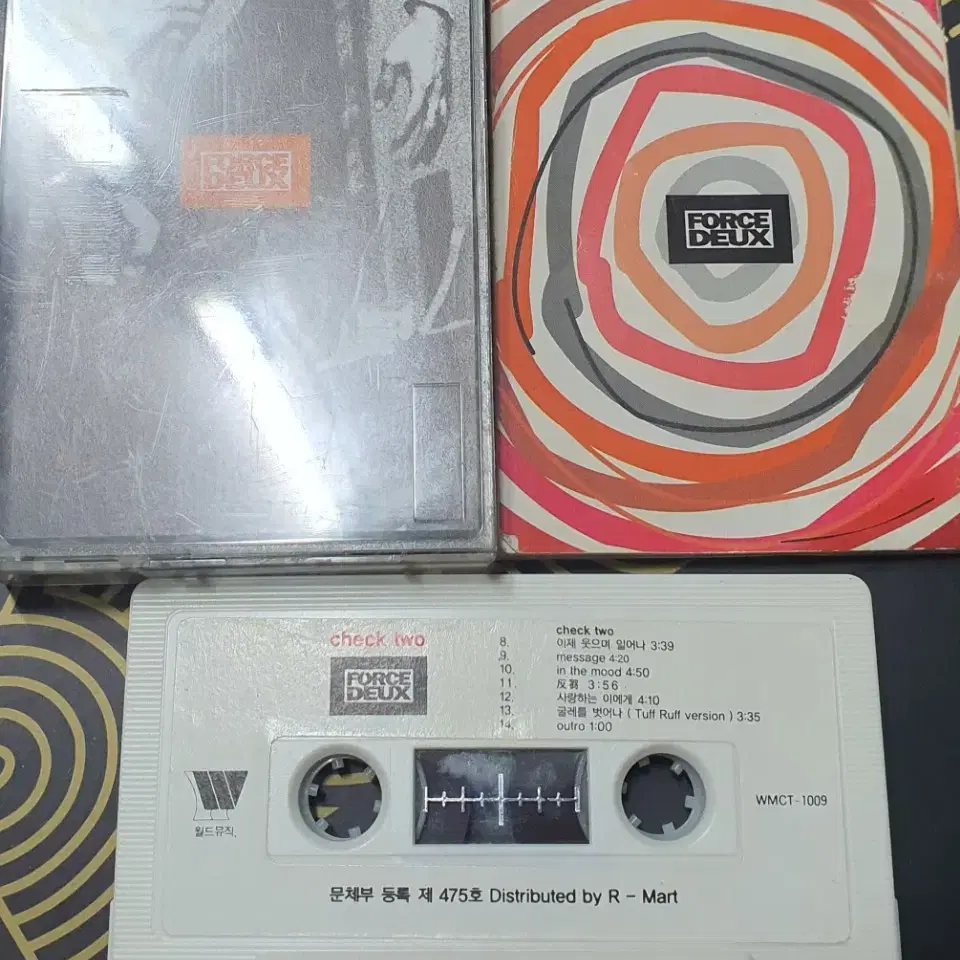 FORCE
DEUX
FORCE
DEUX
check two
FORCE
DEUX
check two
8. 이제 웃으며 일어나 3:39
9. message 4:20
10. in the mood 4:50
11. 反芻 3:56
12. 사랑하는 이에게 4:10
13. 굴레를 벗어나 ( Tuff Ruff version ) 3:35
14. outro 1:00
월드뮤직.
WMCT-1009
문체부 등록 제 475호 Distributed by R - Mart